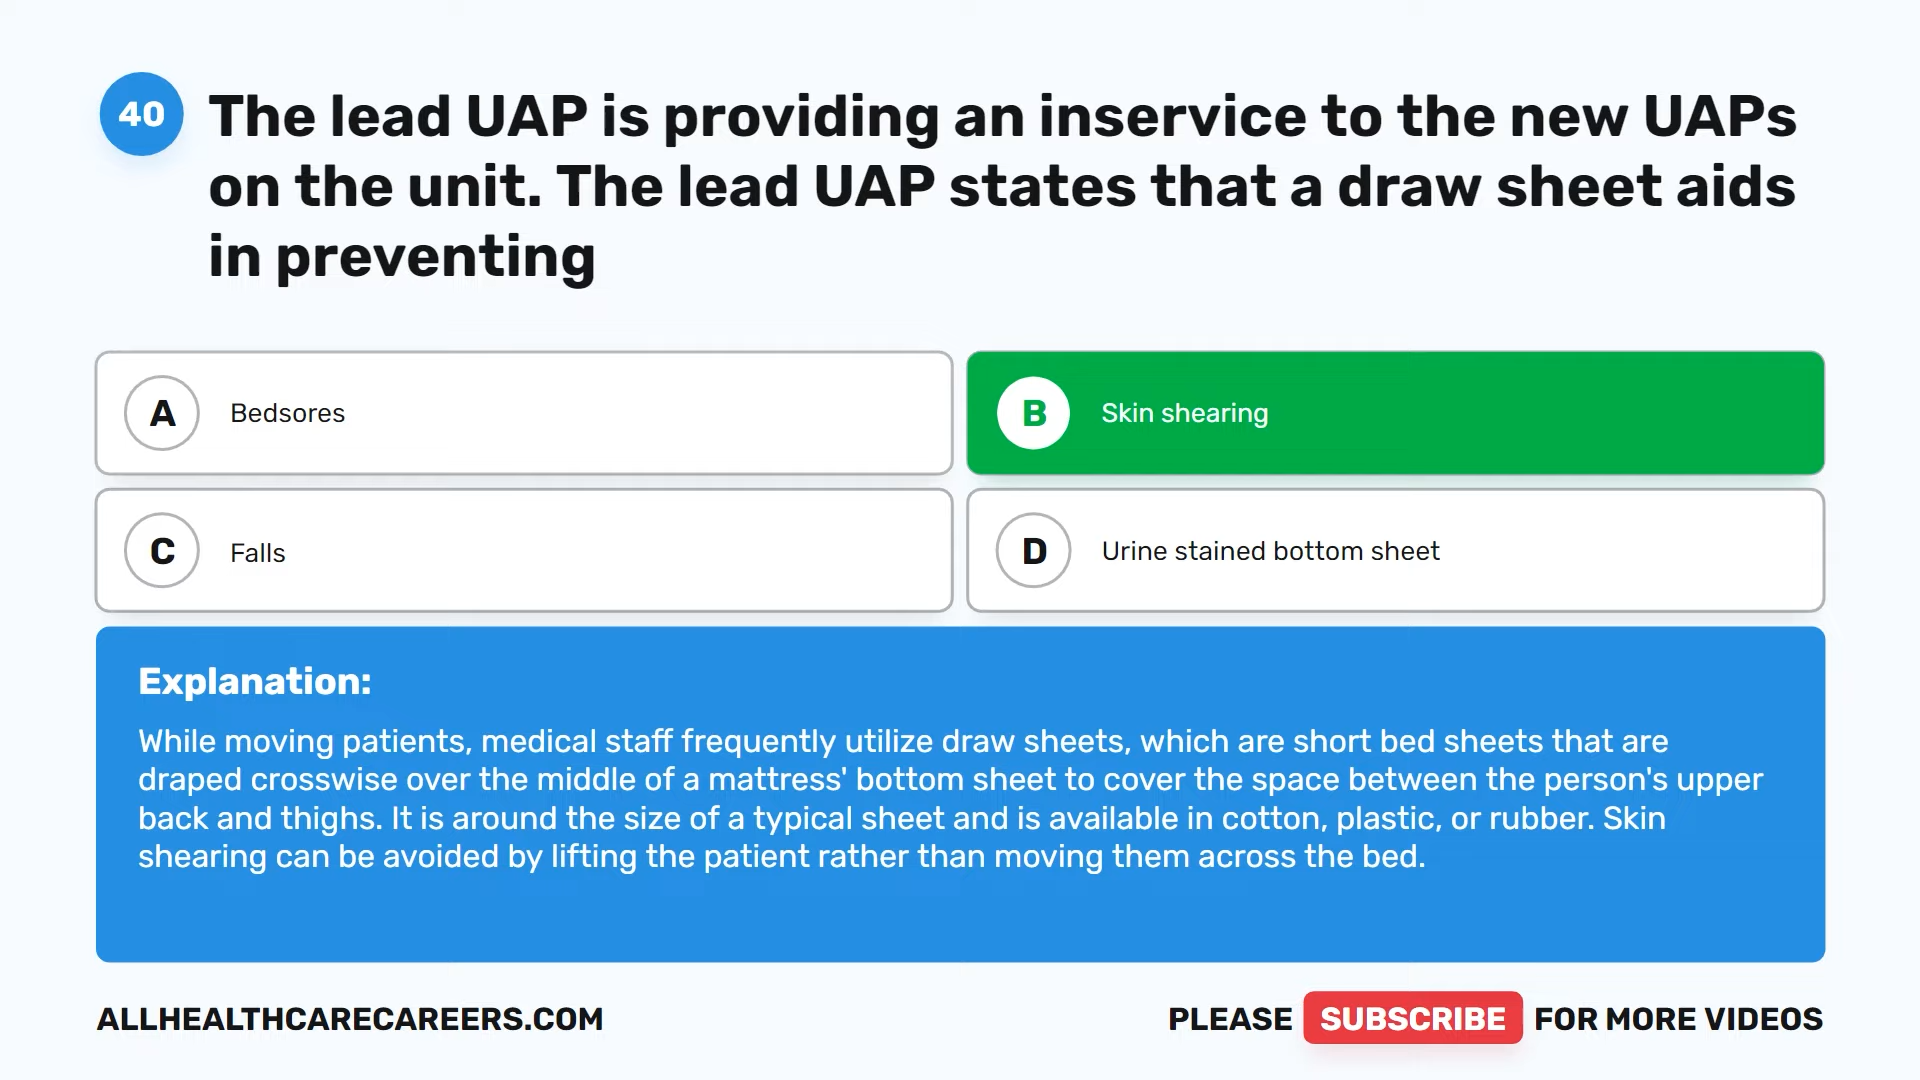 40
The lead UAP is providing an inservice to the new UAPs
on the unit. The lead UAP states that a draw sheet aids
in preventing
A Bedsores
B Skin shearing
C Falls
D Urine stained bottom sheet
Explanation:
While moving patients, medical staff frequently utilize draw sheets, which are short bed sheets that are
draped crosswise over the middle of a mattress' bottom sheet to cover the space between the person's upper
back and thighs. It is around the size of a typical sheet and is available in cotton, plastic, or rubber. Skin
shearing can be avoided by lifting the patient rather than moving them across the bed.
ALLHEALTHCARECAREERS.COM
PLEASE SUBSCRIBE FOR MORE VIDEOS